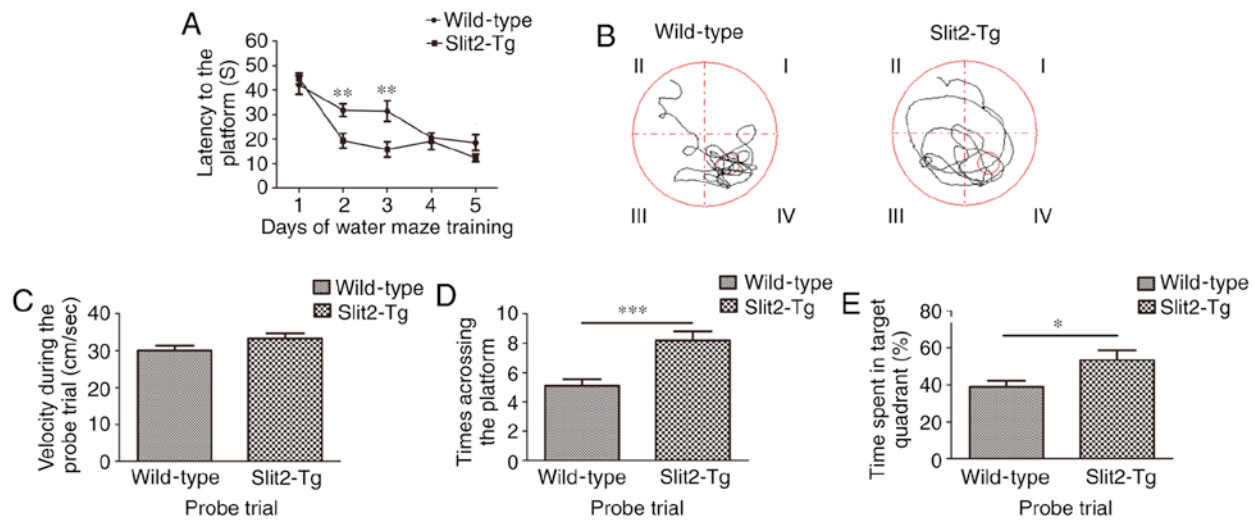 A
Wild-type
Slit2-Tg
Latency to the
platform (S)
60
50
40
30
20
10
0
**
**
1 2 3 4 5
Days of water maze training
B
Wild-type
Slit2-Tg
II
I
III
IV
II
I
III
IV
C
Wild-type
Slit2-Tg
Velocity during the
probe trial (cm/sec)
40
30
20
10
0
Wild-type Slit2-Tg
Probe trial
D
Wild-type
Slit2-Tg
Times acrossing
the platform
10
8
6
4
2
0
***
Wild-type Slit2-Tg
Probe trial
E
Wild-type
Slit2-Tg
Time spent in target
quadrant (%)
80
60
40
20
0
*
Wild-type Slit2-Tg
Probe trial